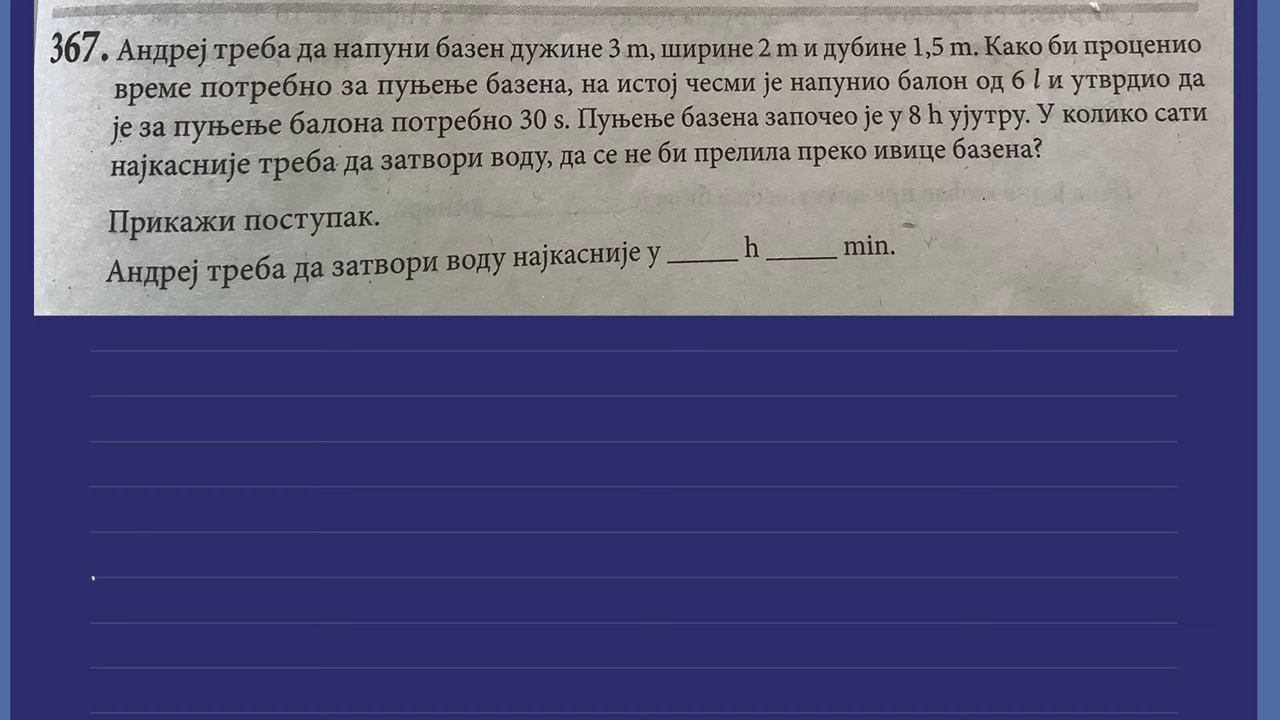 367. Андреј треба да напуни базен дужине 3 m, ширине 2 m и дубине 1,5 m. Како би проценио
време потребно за пуњење базена, на истој чесми је напунио балон од 6 l и утврдио да
је за пуњење балона потребно 30 s. Пуњење базена започео је у 8 h ујутру. У колико сати
најкасније треба да затвори воду, да се не би прелила преко ивице базена?
Прикажи поступак.
Андреј треба да затвори воду најкасније у _____ h _____ min.